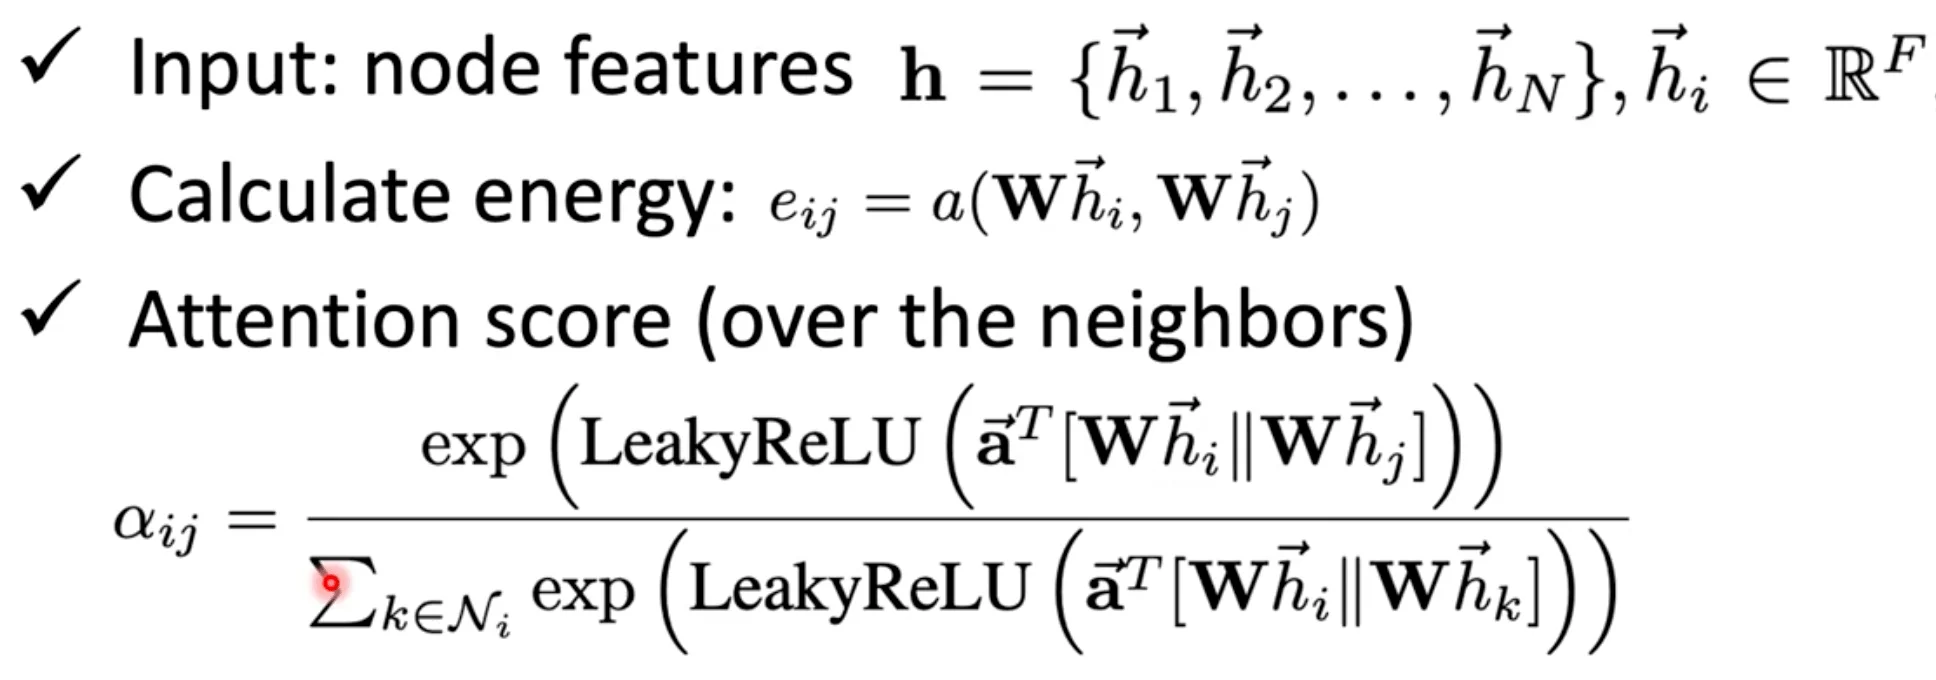 ✓ Input: node features $\mathbf{h} = \{\vec{h}_1, \vec{h}_2, \ldots, \vec{h}_N\}, \vec{h}_i \in \mathbb{R}^F$
✓ Calculate energy: $e_{ij} = a(\mathbf{W}\vec{h}_i, \mathbf{W}\vec{h}_j)$
✓ Attention score (over the neighbors)
$\alpha_{ij} = \frac{\exp\left(\text{LeakyReLU}\left(\vec{\mathbf{a}}^T[\mathbf{W}\vec{h}_i \| \mathbf{W}\vec{h}_j]\right)\right)}{\sum_{k \in \mathcal{N}_i} \exp\left(\text{LeakyReLU}\left(\vec{\mathbf{a}}^T[\mathbf{W}\vec{h}_i \| \mathbf{W}\vec{h}_k]\right)\right)}$